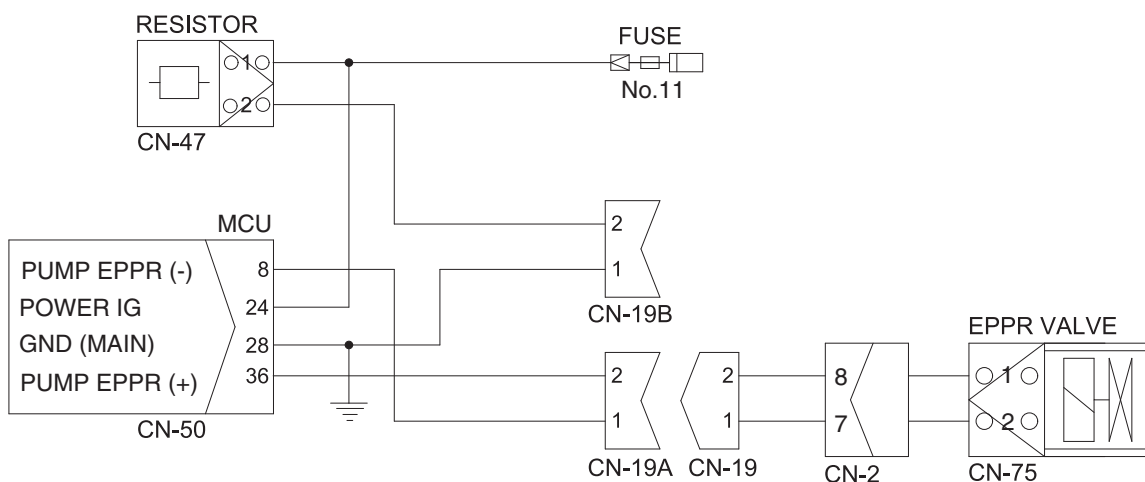 RESISTOR
1
2
CN-47
FUSE
No.11
MCU
PUMP EPPR (-) 8
POWER IG 24
GND (MAIN) 28
PUMP EPPR (+) 36
CN-50
2
1
CN-19B
2
1
CN-19A
2
1
CN-19
8
7
CN-2
EPPR VALVE
1
2
CN-75